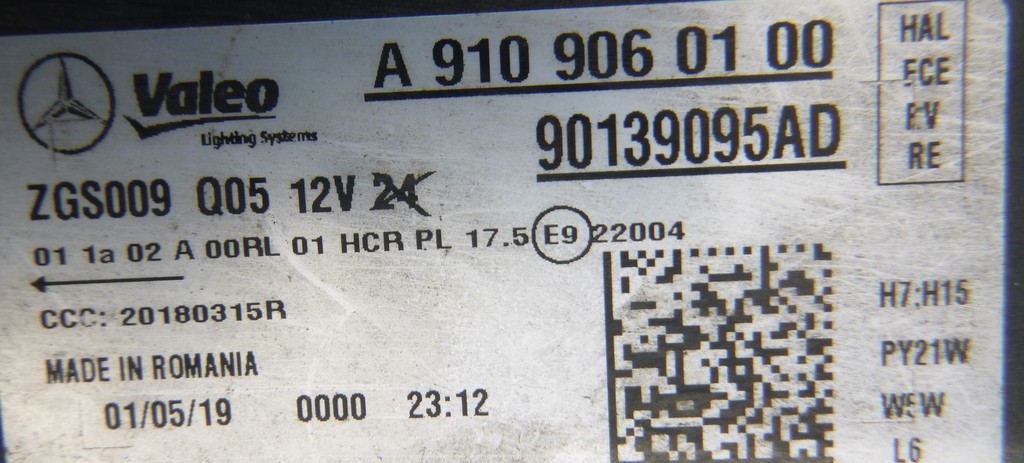 Valeo
Lighting Systems
A 910 906 01 00
90139095AD
HAL
ECE
RV
RE
ZGS009 Q05 12V 24
01 1a 02 A 00RL 01 HCR PL 17.5 E9 22004
CCC: 20180315R
MADE IN ROMANIA
01/05/19 0000 23:12
H7;H15
PY21W
W5W
L6